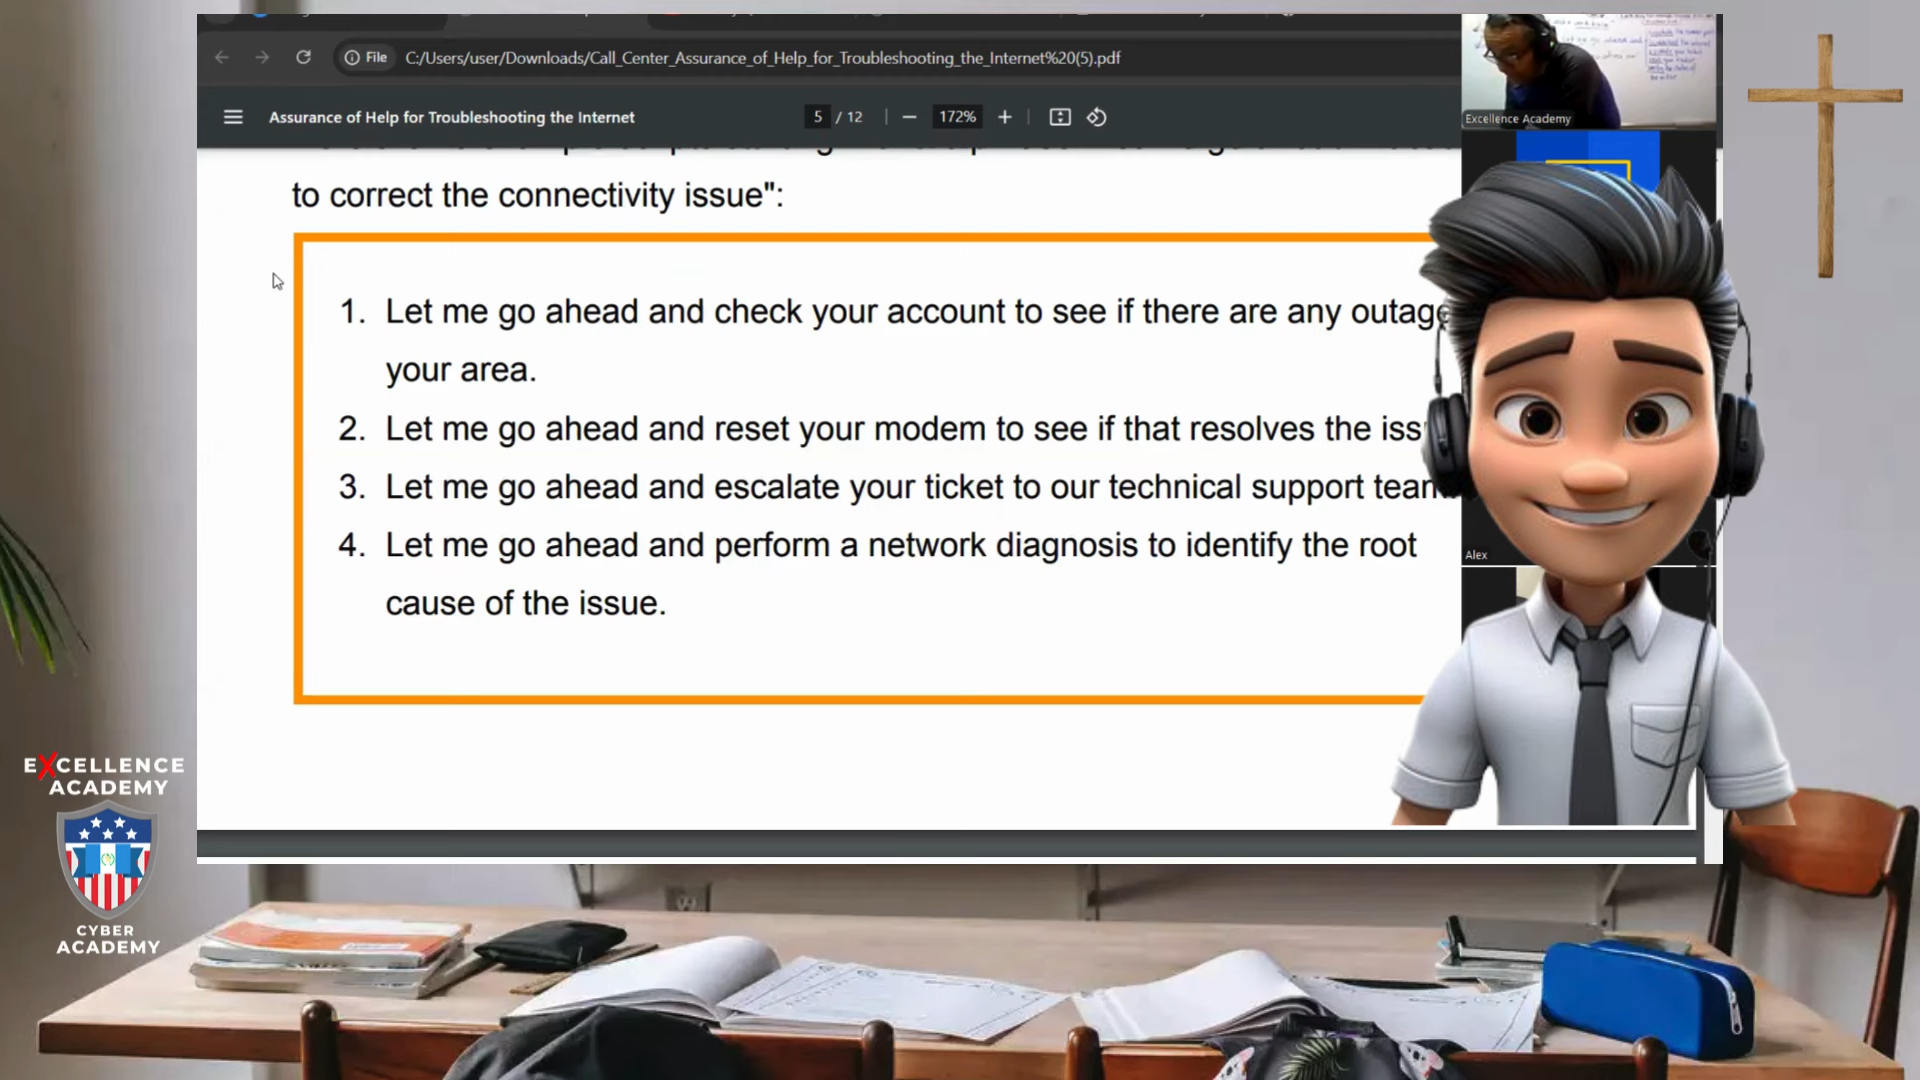 File
C:/Users/user/Downloads/Call_Center_Assurance_of_Help_for_Troubleshooting_the_Internet%20(5).pdf
Assurance of Help for Troubleshooting the Internet
5 / 12
172%
Excellence Academy
to correct the connectivity issue":
1. Let me go ahead and check your account to see if there are any
your area.
2. Let me go ahead and reset your modem to see if that resolves the
3. Let me go ahead and escalate your ticket to our technical support
4. Let me go ahead and perform a network diagnosis to identify the root
cause of the issue.
Alex
EXCELLENCE
ACADEMY
CYBER
ACADEMY